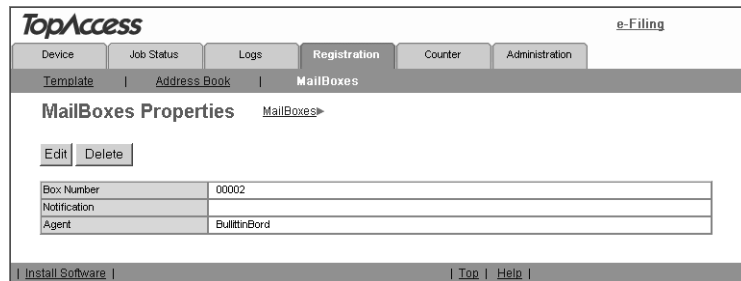 TopAccess
e-Filing
Device Job Status Logs Registration Counter Administration
Template | Address Book | MailBoxes
MailBoxes Properties MailBoxes▶
Edit Delete
Box Number 00002
Notification
Agent BullittinBord
| Install Software | | Top | Help |